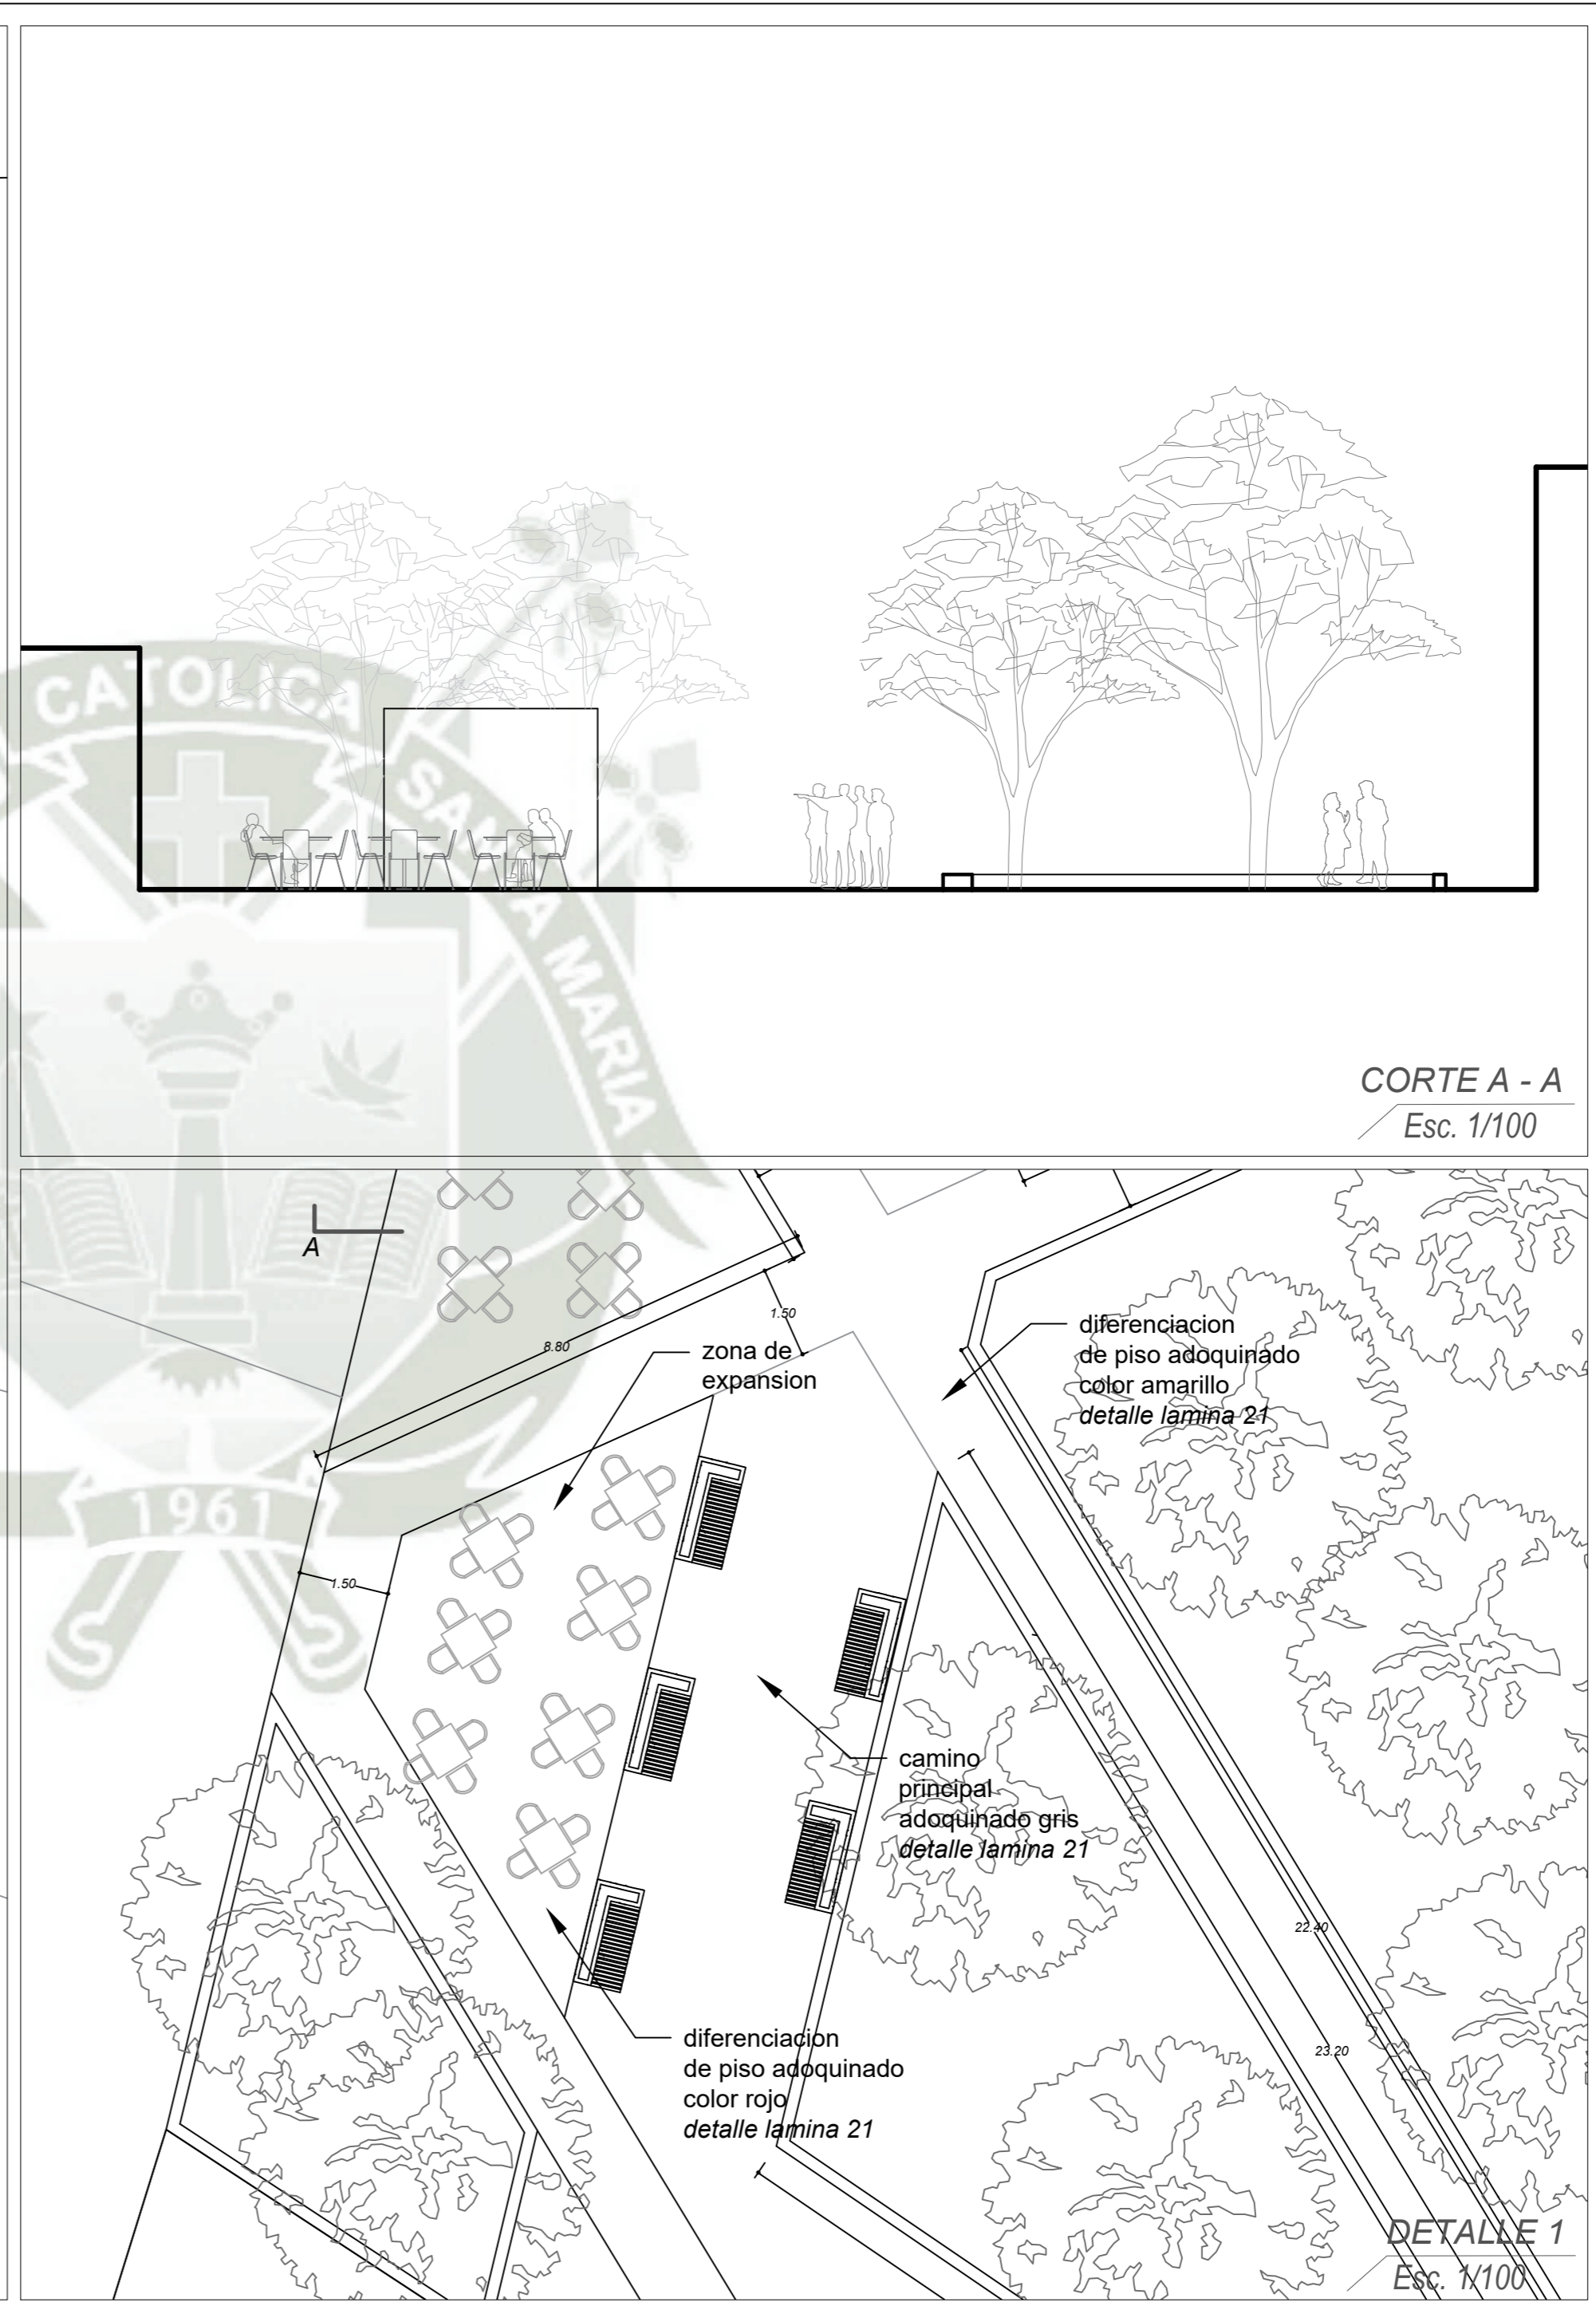 CATOLICA
SANTA MARIA
1961
CORTE A - A
Esc. 1/100
A
8.80
1.50
zona de
expansion
diferenciacion
de piso adoquinado
color amarillo
detalle lamina 21
1.50
camino
principal
adoquinado gris
detalle lamina 21
22.40
23.20
diferenciacion
de piso adoquinado
color rojo
detalle lamina 21
DETALLE 1
Esc. 1/100